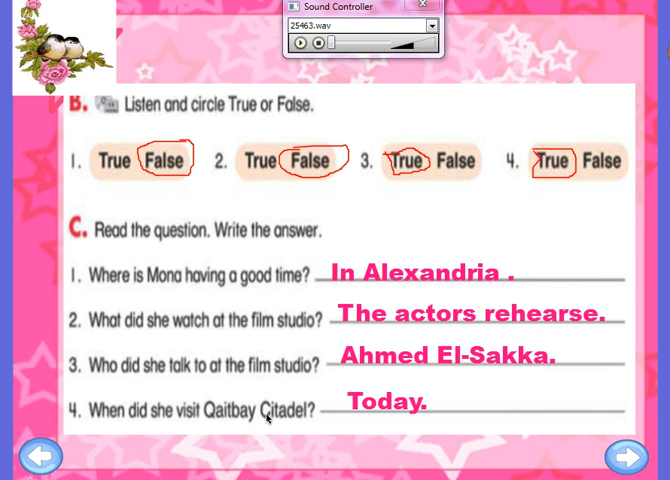 Sound Controller
25463.wav
B. Listen and circle True or False.
1. True False 2. True False 3. True False 4. True False
C. Read the question. Write the answer.
1. Where is Mona having a good time? In Alexandria .
2. What did she watch at the film studio? The actors rehearse.
3. Who did she talk to at the film studio? Ahmed El-Sakka.
4. When did she visit Qaitbay Citadel? Today.